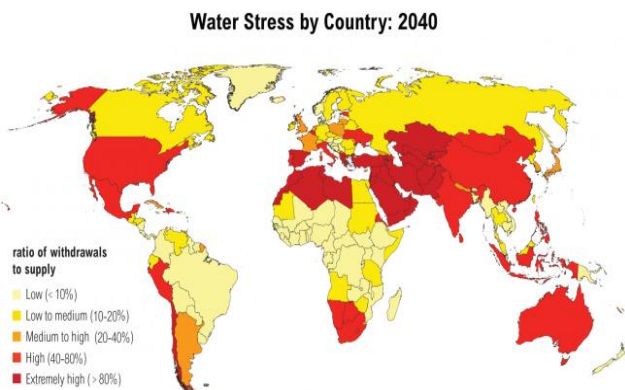 Water Stress by Country: 2040
ratio of withdrawals
to supply
Low (< 10%)
Low to medium (10-20%)
Medium to high (20-40%)
High (40-80%)
Extremely high (> 80%)